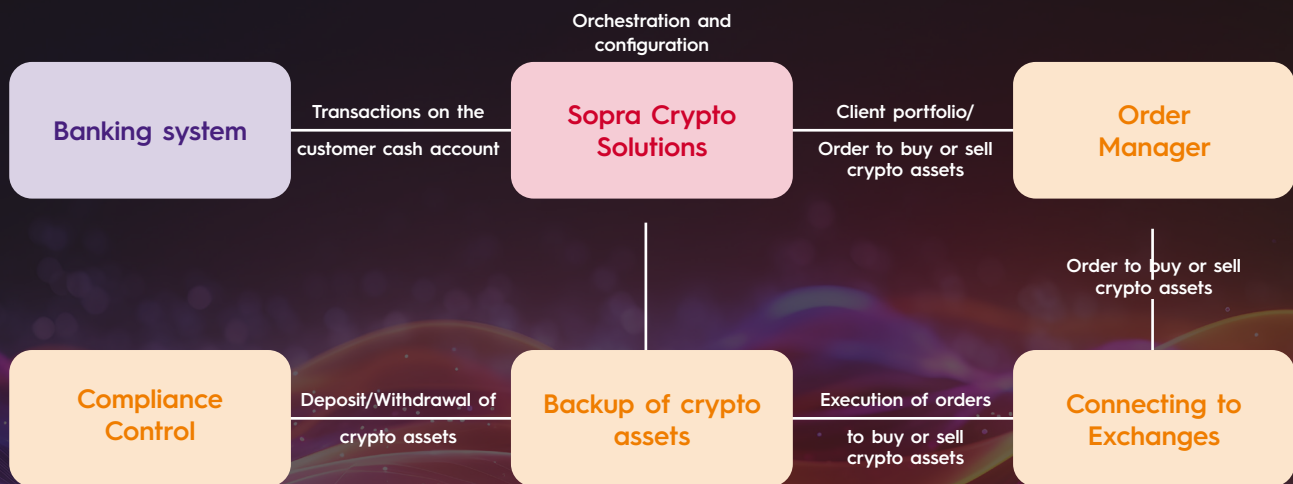 Orchestration and
configuration
Banking system
Transactions on the
customer cash account
Sopra Crypto
Solutions
Client portfolio/
Order to buy or sell
crypto assets
Order
Manager
Order to buy or sell
crypto assets
Compliance
Control
Deposit/Withdrawal of
crypto assets
Backup of crypto
assets
Execution of orders
to buy or sell
crypto assets
Connecting to
Exchanges